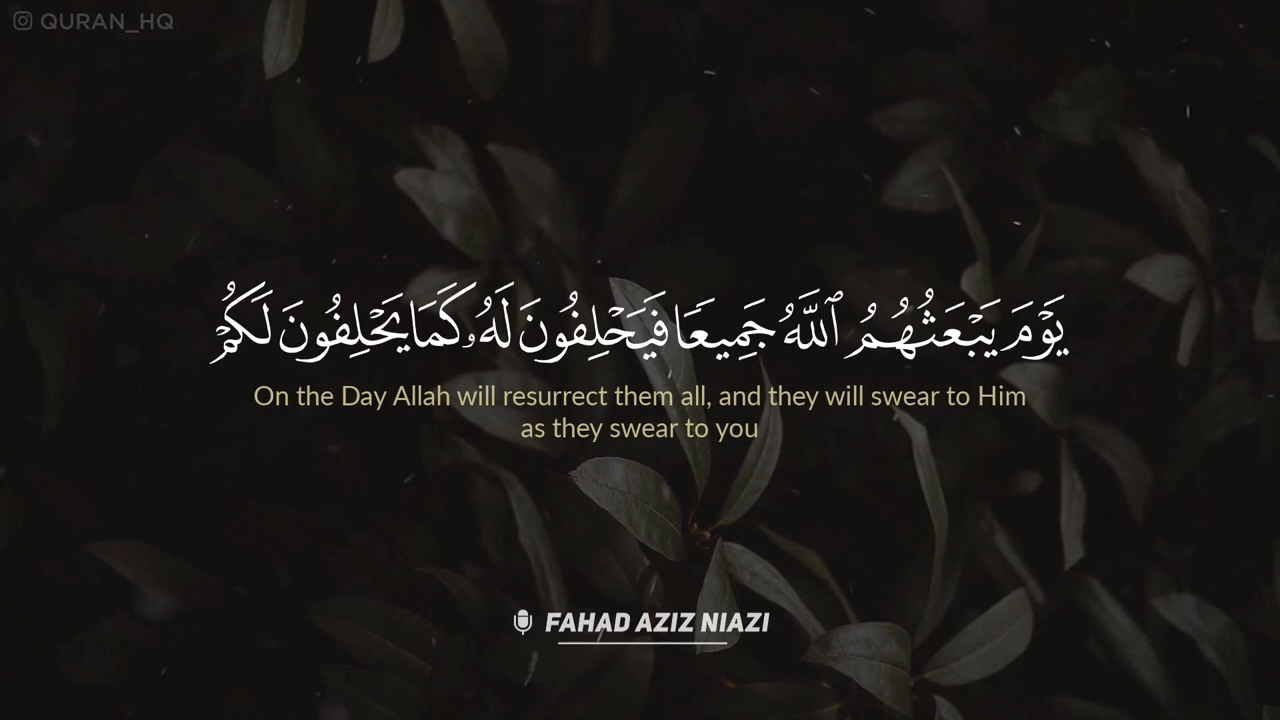 QURAN_HQ
يَوْمَ يَبْعَثُهُمُ ٱللَّهُ جَمِيعًا فَيَحْلِفُونَ لَهُۥ كَمَا يَحْلِفُونَ لَكُمْ
On the Day Allah will resurrect them all, and they will swear to Him
as they swear to you
FAHAD AZIZ NIAZI